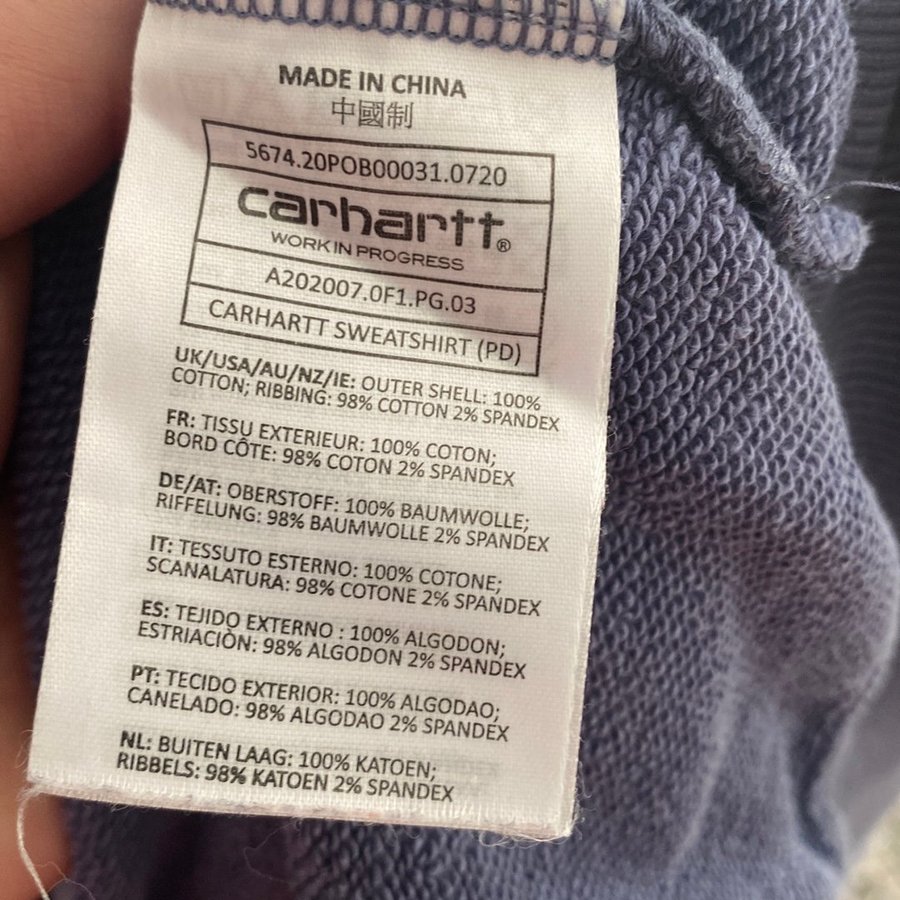 MADE IN CHINA
中國制
5674.20POB00031.0720
carhartt®
WORK IN PROGRESS
A202007.0F1.PG.03
CARHARTT SWEATSHIRT (PD)
UK/USA/AU/NZ/IE: OUTER SHELL: 100%
COTTON; RIBBING: 98% COTTON 2% SPANDEX
FR: TISSU EXTERIEUR: 100% COTON;
BORD CÔTE: 98% COTON 2% SPANDEX
DE/AT: OBERSTOFF: 100% BAUMWOLLE;
RIFFELUNG: 98% BAUMWOLLE 2% SPANDEX
IT: TESSUTO ESTERNO: 100% COTONE;
SCANALATURA: 98% COTONE 2% SPANDEX
ES: TEJIDO EXTERNO : 100% ALGODON;
ESTRIACIÒN: 98% ALGODON 2% SPANDEX
PT: TECIDO EXTERIOR: 100% ALGODAO;
CANELADO: 98% ALGODAO 2% SPANDEX
NL: BUITEN LAAG: 100% KATOEN;
RIBBELS: 98% KATOEN 2% SPANDEX